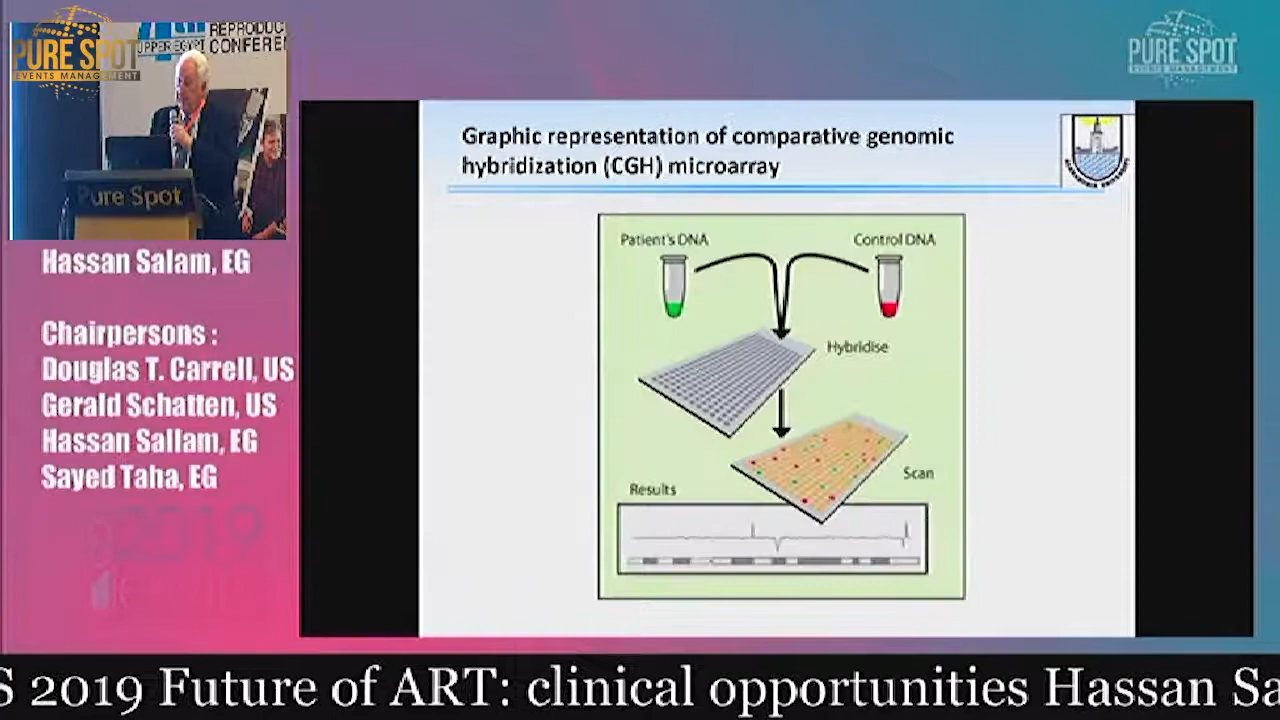 PURE SPOT
EVENTS MANAGEMENT
UPPER EGYPT
REPRODUC
CONFEREN
Pure Spot
PURE SPOT
EVENTS MANAGEMENT
Hassan Salam, EG
Chairpersons :
Douglas T. Carrell, US
Gerald Schatten, US
Hassan Sallam, EG
Sayed Taha, EG
2019
Graphic representation of comparative genomic
hybridization (CGH) microarray
Patient's DNA
Control DNA
Hybridise
Scan
Results
S 2019 Future of ART: clinical opportunities Hassan Sa